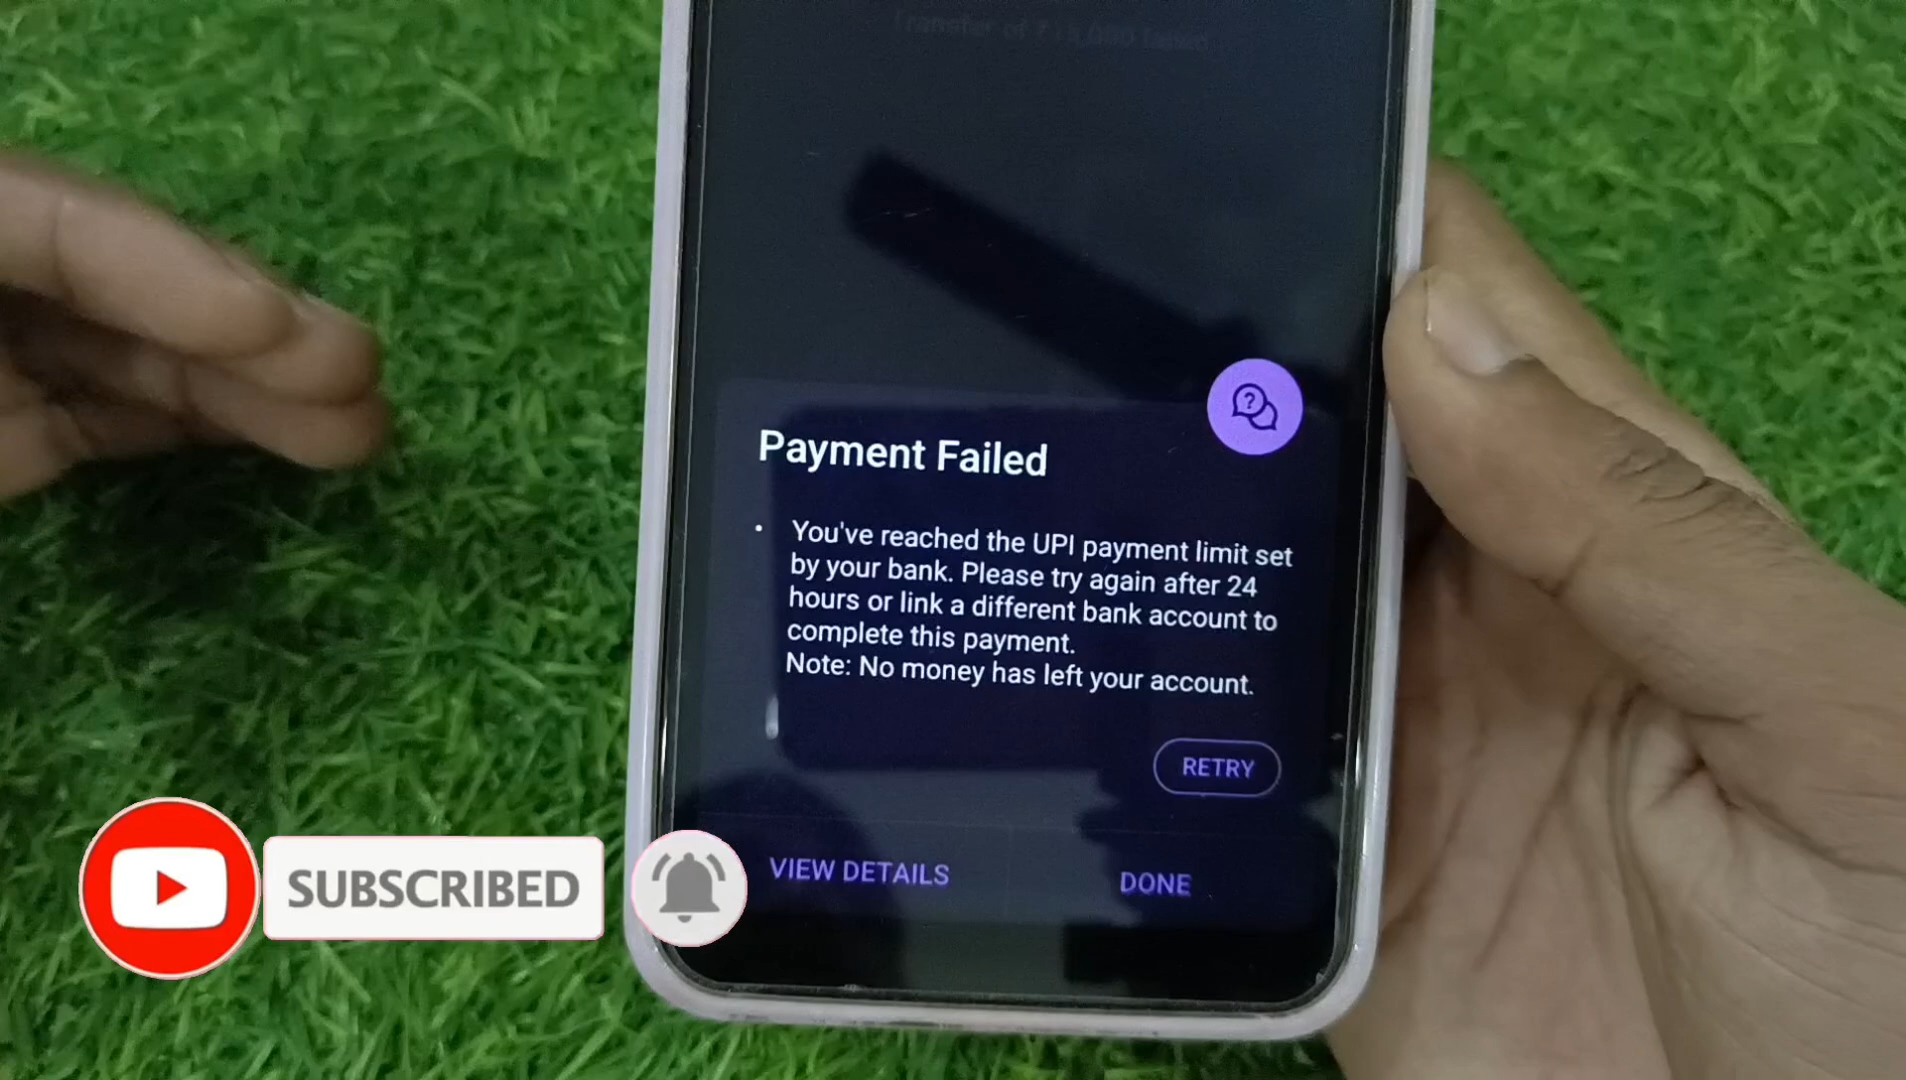 Transfer of
Payment Failed
You've reached the UPI payment limit set
by your bank. Please try again after 24
hours or link a different bank account to
complete this payment.
Note: No money has left your account.
RETRY
VIEW DETAILS
DONE
SUBSCRIBED